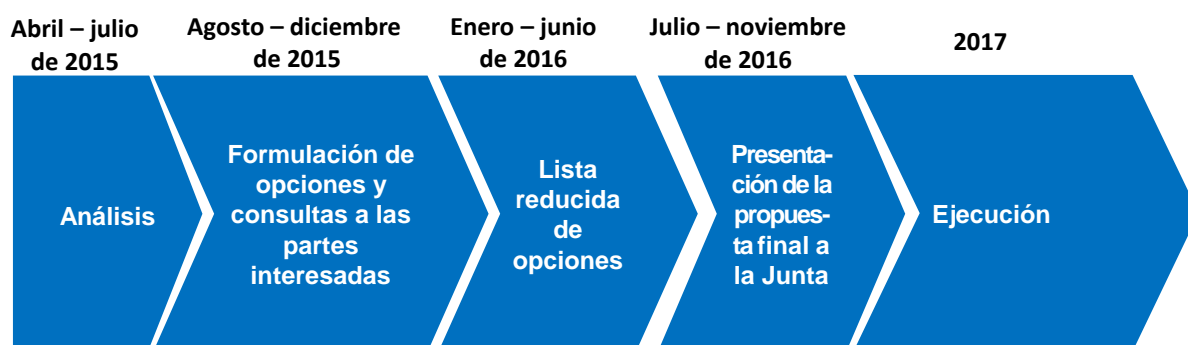 Abril – julio
de 2015
Agosto – diciembre
de 2015
Enero – junio
de 2016
Julio – noviembre
de 2016
2017
Análisis
Formulación de
opciones y
consultas a las
partes
interesadas
Lista
reducida
de
opciones
Presenta-
ción de la
propues-
ta final a
la Junta
Ejecución